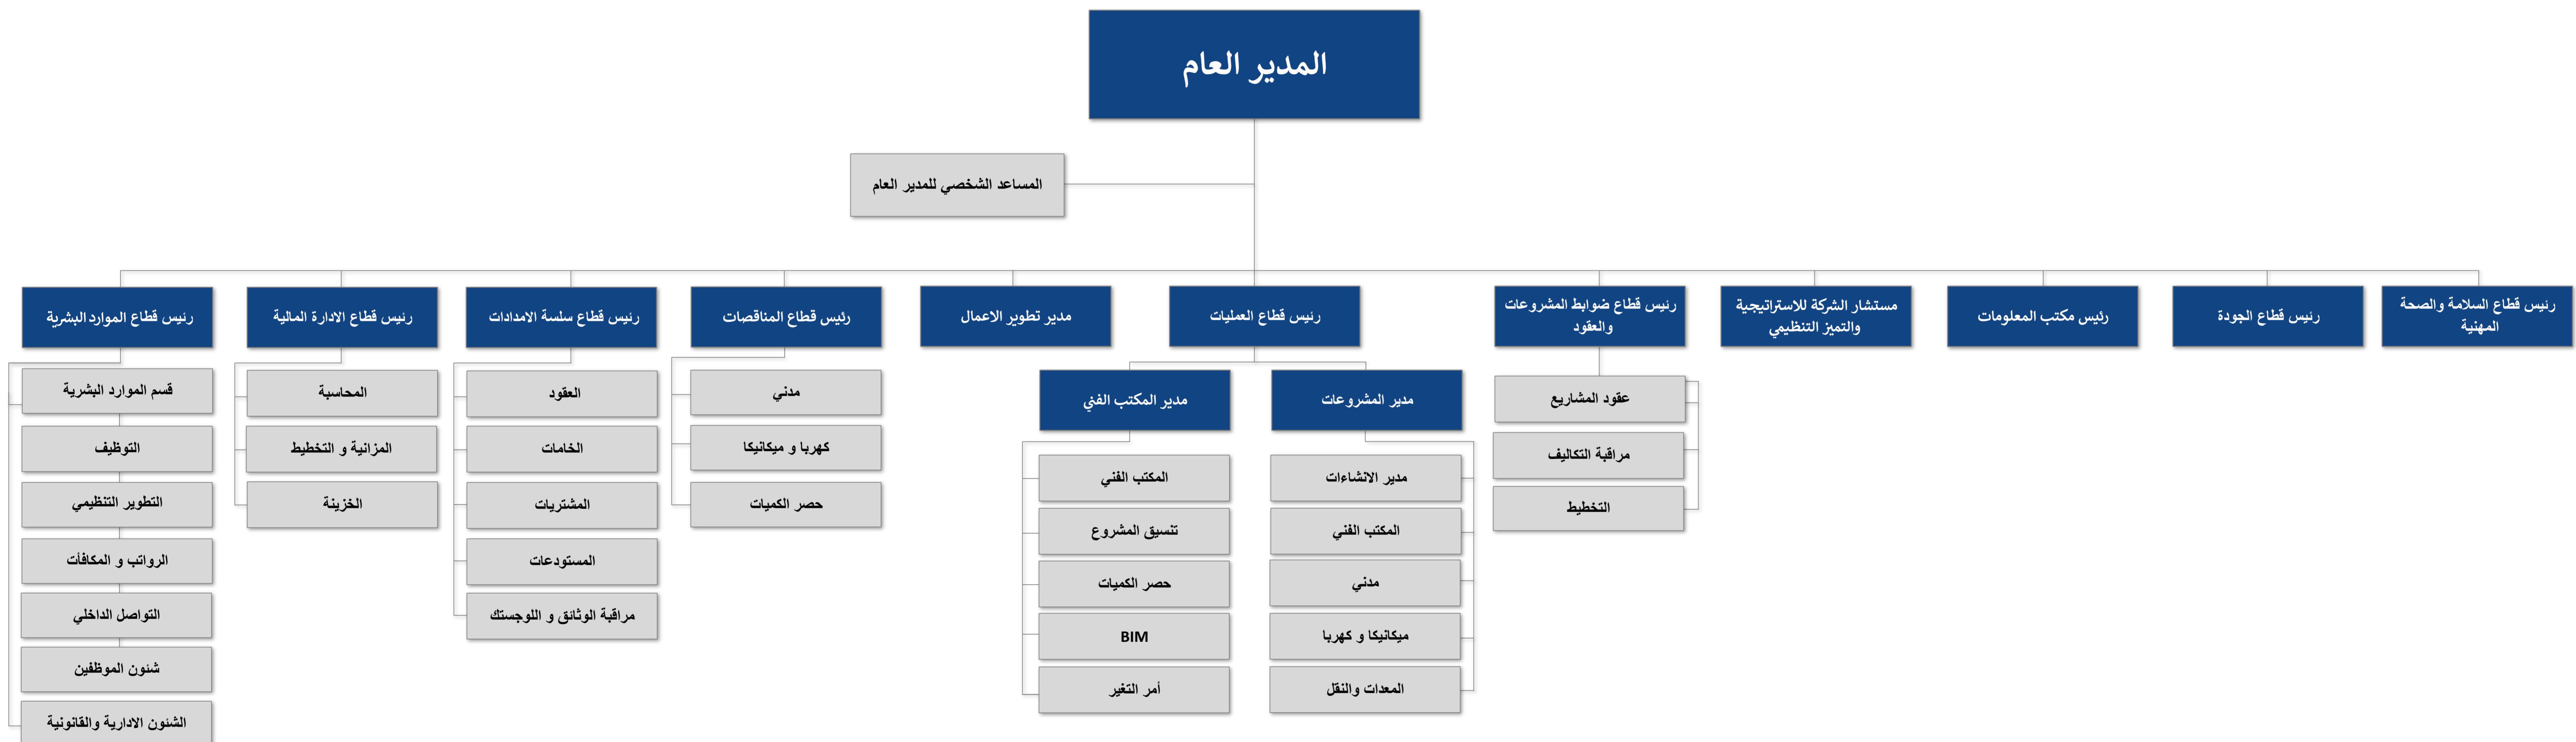 المدير العام
المساعد الشخصي للمدير العام
رئيس قطاع السلامة والصحة
المهنية
رئيس قطاع الجودة
رئيس مكتب المعلومات
مستشار الشركة للاستراتيجية
والتميز التنظيمي
رئيس قطاع ضوابط المشروعات
والعقود
رئيس قطاع العمليات
مدير تطوير الاعمال
رئيس قطاع المناقصات
رئيس قطاع سلسة الامدادات
رئيس قطاع الادارة المالية
رئيس قطاع الموارد البشرية
عقود المشاريع
مراقبة التكاليف
التخطيط
مدير المشروعات
مدير الانشاءات
المكتب الفني
مدني
ميكانيكا و كهربا
المعدات والنقل
مدير المكتب الفني
المكتب الفني
تنسيق المشروع
حصر الكميات
BIM
أمر التغير
مدني
كهربا و ميكانيكا
حصر الكميات
العقود
الخامات
المشتريات
المستودعات
مراقبة الوثائق و اللوجستك
المحاسبة
المزانية و التخطيط
الخزينة
قسم الموارد البشرية
التوظيف
التطوير التنظيمي
الرواتب و المكافأت
التواصل الداخلي
شئون الموظفين
الشئون الادارية والقانونية